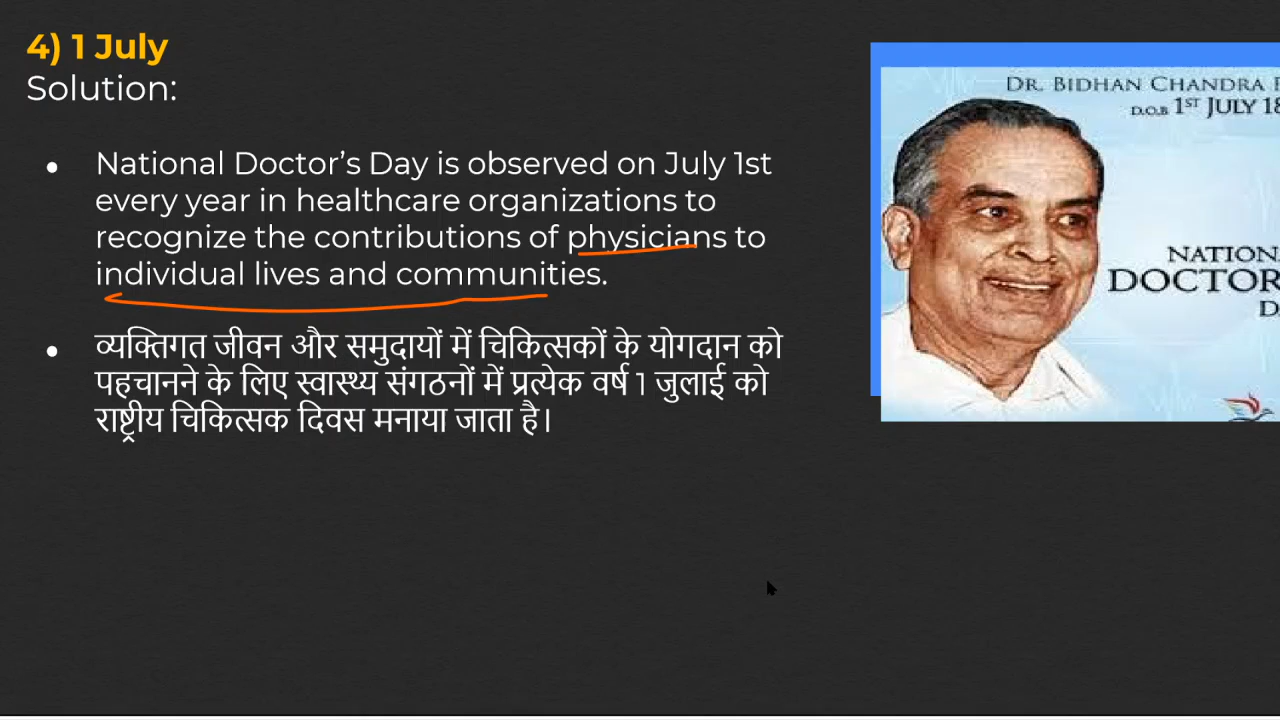 4) 1 July
Solution:
● National Doctor’s Day is observed on July 1st
every year in healthcare organizations to
recognize the contributions of physicians to
individual lives and communities.
● व्यक्तिगत जीवन और समुदायों में चिकित्सकों के योगदान को
पहचानने के लिए स्वास्थ्य संगठनों में प्रत्येक वर्ष 1 जुलाई को
राष्ट्रीय चिकित्सक दिवस मनाया जाता है।
DR. BIDHAN CHANDRA
D.O.B 1ST JULY 18
NATION
DOCTOR